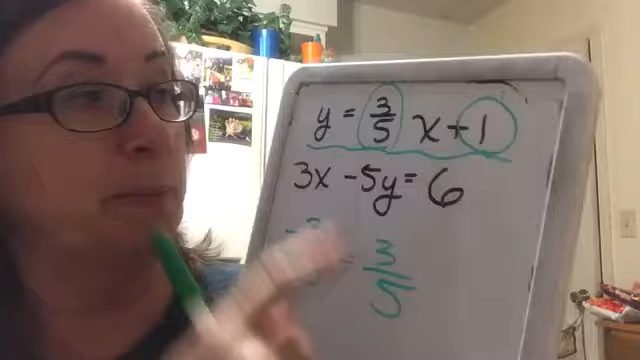 y = 3/5 x + 1
3x - 5y = 6
3/5